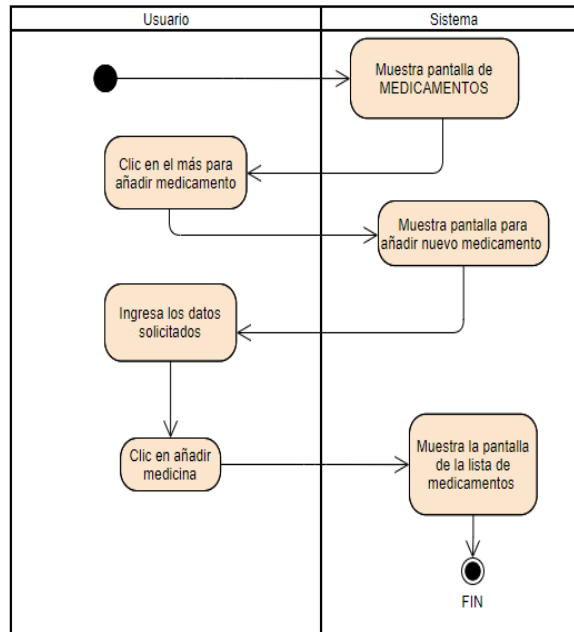 Usuario
Sistema
Muestra pantalla de
MEDICAMENTOS
Clic en el más para
añadir medicamento
Muestra pantalla para
añadir nuevo medicamento
Ingresa los datos
solicitados
Clic en añadir
medicina
Muestra la pantalla
de la lista de
medicamentos
FIN